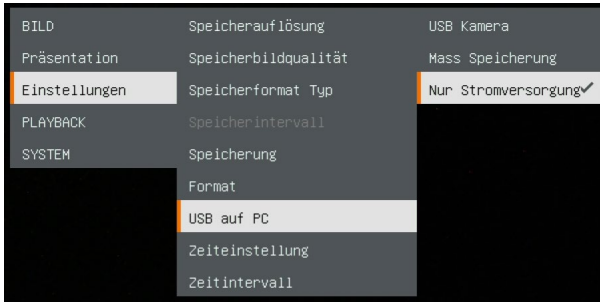 BILD
Präsentation
Einstellungen
PLAYBACK
SYSTEM
Speicherauflösung
Speicherbildqualität
Speicherformat Typ
Speicherintervall
Speicherung
Format
USB auf PC
Zeiteinstellung
Zeitintervall
USB Kamera
Mass Speicherung
Nur Stromversorgung✓